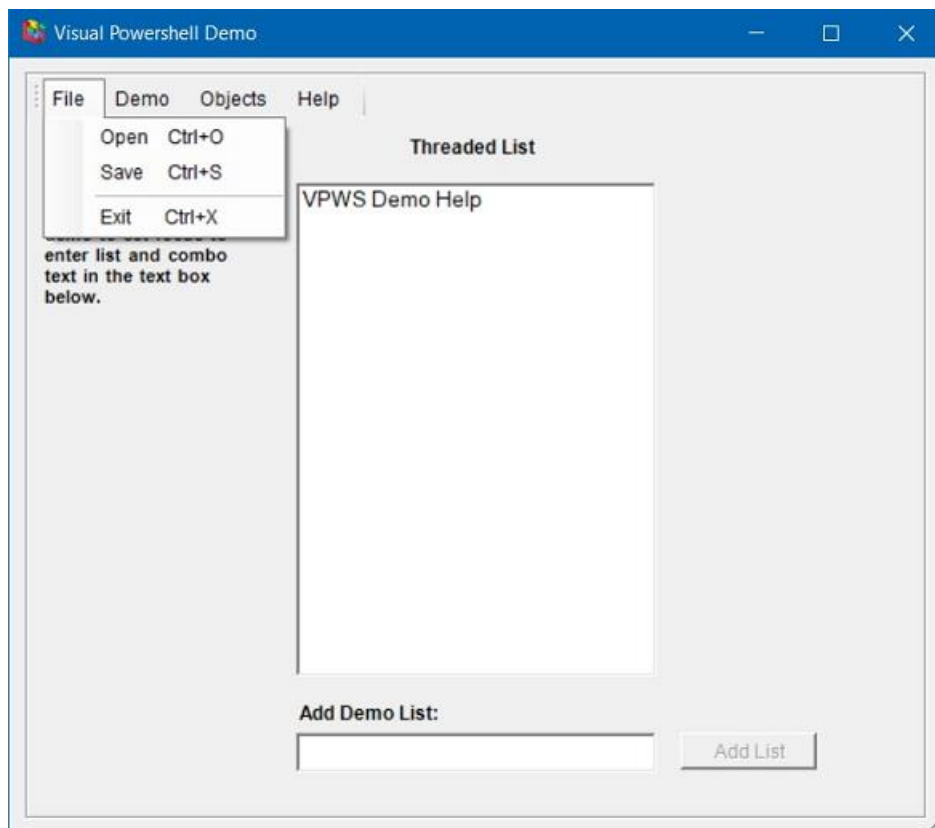 Visual Powershell Demo
File Demo Objects Help
Open Ctrl+O
Save Ctrl+S
Exit Ctrl+X
enter list and combo
text in the text box
below.
Threaded List
VPWS Demo Help
Add Demo List:
Add List